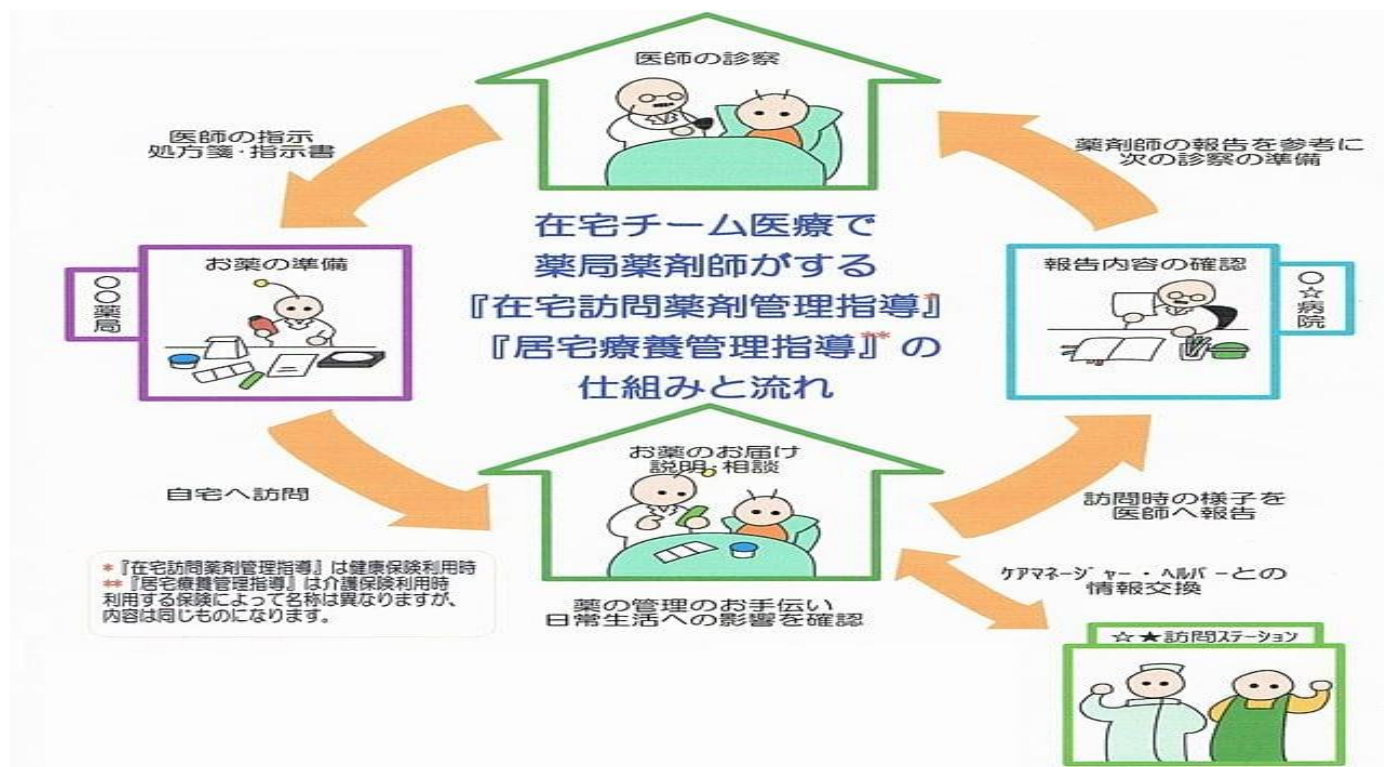 医師の診察
医師の指示
処方箋・指示書
薬剤師の報告を参考に
次の診察の準備
在宅チーム医療で
薬局薬剤師がする
『在宅訪問薬剤管理指導』*
『居宅療養管理指導』**の
仕組みと流れ
お薬の準備
○○薬局
報告内容の確認
○☆病院
お薬のお届け
説明・相談
自宅へ訪問
訪問時の様子を
医師へ報告
*『在宅訪問薬剤管理指導』は健康保険利用時
**『居宅療養管理指導』は介護保険利用時
利用する保険によって名称は異なりますが、
内容は同じものになります。
薬の管理のお手伝い
日常生活への影響を確認
ケアマネージャー・ヘルパーとの
情報交換
☆★訪問ステーション